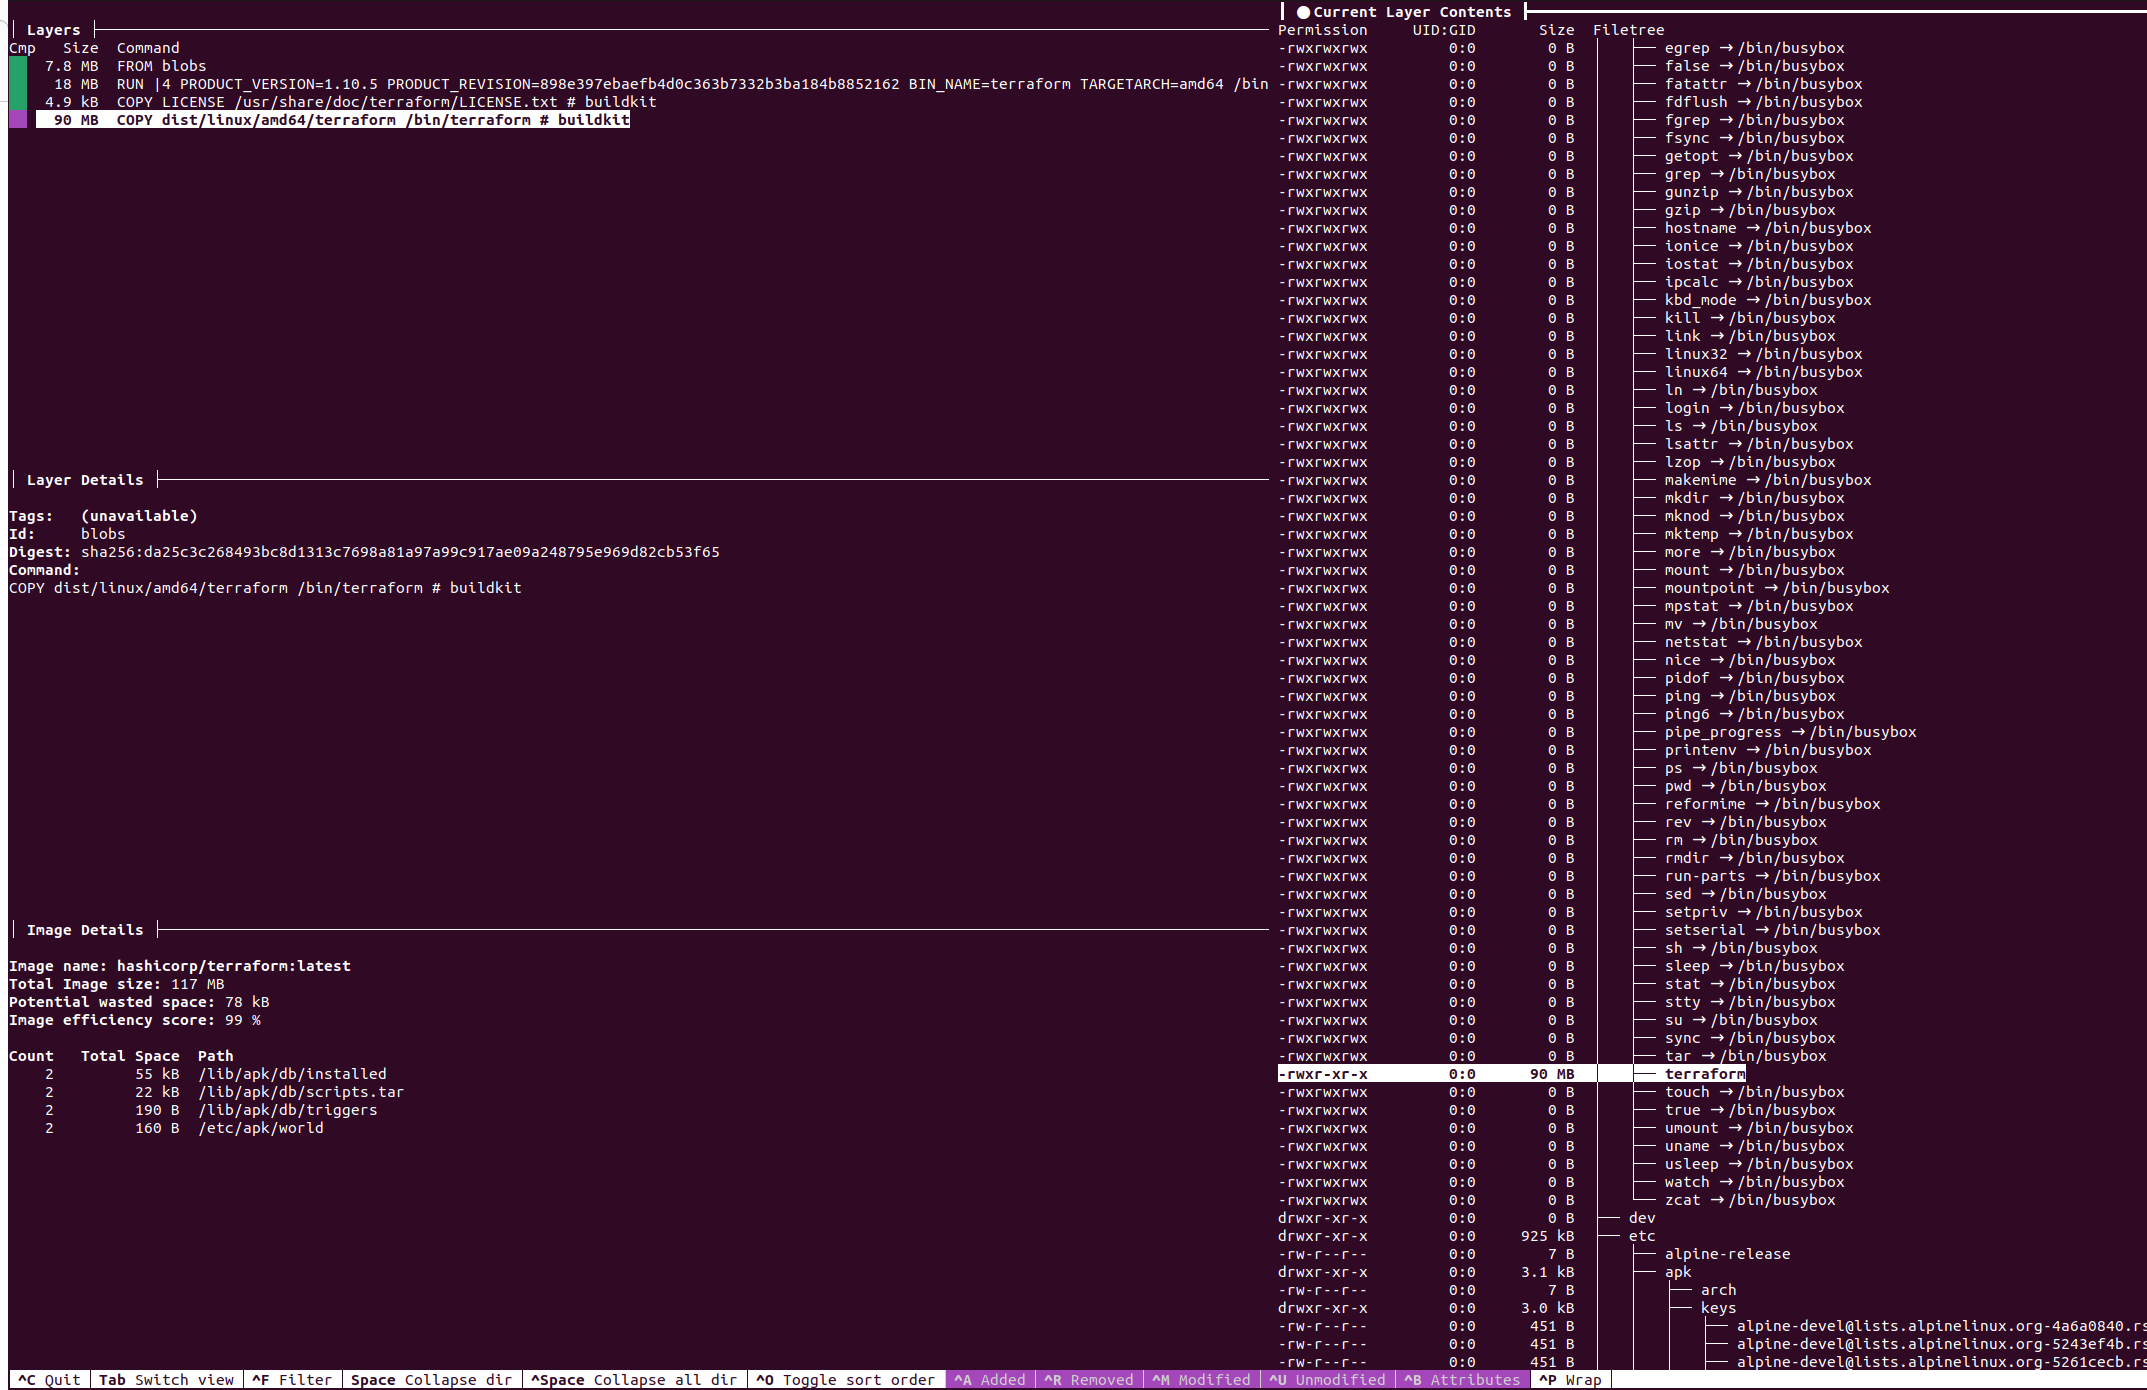 Layers
Cmp Size Command
7.8 MB FROM blobs
18 MB RUN |4 PRODUCT_VERSION=1.10.5 PRODUCT_REVISION=898e397ebaefb4d0c363b7332b3ba184b8852162 BIN_NAME=terraform TARGETARCH=amd64 /bin
4.9 kB COPY LICENSE /usr/share/doc/terraform/LICENSE.txt # buildkit
90 MB COPY dist/linux/amd64/terraform /bin/terraform # buildkit
Layer Details
Tags: (unavailable)
Id: blobs
Digest: sha256:da25c3c268493bc8d1313c7698a81a97a99c917ae09a248795e969d82cb53f65
Command:
COPY dist/linux/amd64/terraform /bin/terraform # buildkit
Image Details
Image name: hashicorp/terraform:latest
Total Image size: 117 MB
Potential wasted space: 78 kB
Image efficiency score: 99 %
Count Total Space Path
2 55 kB /lib/apk/db/installed
2 22 kB /lib/apk/db/scripts.tar
2 190 B /lib/apk/db/triggers
2 160 B /etc/apk/world
●Current Layer Contents
Permission UID:GID Size Filetree
-rwxrwxrwx 0:0 0 B ├── egrep → /bin/busybox
-rwxrwxrwx 0:0 0 B ├── false → /bin/busybox
-rwxrwxrwx 0:0 0 B ├── fatattr → /bin/busybox
-rwxrwxrwx 0:0 0 B ├── fdflush → /bin/busybox
-rwxrwxrwx 0:0 0 B ├── fgrep → /bin/busybox
-rwxrwxrwx 0:0 0 B ├── fsync → /bin/busybox
-rwxrwxrwx 0:0 0 B ├── getopt → /bin/busybox
-rwxrwxrwx 0:0 0 B ├── grep → /bin/busybox
-rwxrwxrwx 0:0 0 B ├── gunzip → /bin/busybox
-rwxrwxrwx 0:0 0 B ├── gzip → /bin/busybox
-rwxrwxrwx 0:0 0 B ├── hostname → /bin/busybox
-rwxrwxrwx 0:0 0 B ├── ionice → /bin/busybox
-rwxrwxrwx 0:0 0 B ├── iostat → /bin/busybox
-rwxrwxrwx 0:0 0 B ├── ipcalc → /bin/busybox
-rwxrwxrwx 0:0 0 B ├── kbd_mode → /bin/busybox
-rwxrwxrwx 0:0 0 B ├── kill → /bin/busybox
-rwxrwxrwx 0:0 0 B ├── link → /bin/busybox
-rwxrwxrwx 0:0 0 B ├── linux32 → /bin/busybox
-rwxrwxrwx 0:0 0 B ├── linux64 → /bin/busybox
-rwxrwxrwx 0:0 0 B ├── ln → /bin/busybox
-rwxrwxrwx 0:0 0 B ├── login → /bin/busybox
-rwxrwxrwx 0:0 0 B ├── ls → /bin/busybox
-rwxrwxrwx 0:0 0 B ├── lsattr → /bin/busybox
-rwxrwxrwx 0:0 0 B ├── lzop → /bin/busybox
-rwxrwxrwx 0:0 0 B ├── makemime → /bin/busybox
-rwxrwxrwx 0:0 0 B ├── mkdir → /bin/busybox
-rwxrwxrwx 0:0 0 B ├── mknod → /bin/busybox
-rwxrwxrwx 0:0 0 B ├── mktemp → /bin/busybox
-rwxrwxrwx 0:0 0 B ├── more → /bin/busybox
-rwxrwxrwx 0:0 0 B ├── mount → /bin/busybox
-rwxrwxrwx 0:0 0 B ├── mountpoint → /bin/busybox
-rwxrwxrwx 0:0 0 B ├── mpstat → /bin/busybox
-rwxrwxrwx 0:0 0 B ├── mv → /bin/busybox
-rwxrwxrwx 0:0 0 B ├── netstat → /bin/busybox
-rwxrwxrwx 0:0 0 B ├── nice → /bin/busybox
-rwxrwxrwx 0:0 0 B ├── pidof → /bin/busybox
-rwxrwxrwx 0:0 0 B ├── ping → /bin/busybox
-rwxrwxrwx 0:0 0 B ├── ping6 → /bin/busybox
-rwxrwxrwx 0:0 0 B ├── pipe_progress → /bin/busybox
-rwxrwxrwx 0:0 0 B ├── printenv → /bin/busybox
-rwxrwxrwx 0:0 0 B ├── ps → /bin/busybox
-rwxrwxrwx 0:0 0 B ├── pwd → /bin/busybox
-rwxrwxrwx 0:0 0 B ├── reformime → /bin/busybox
-rwxrwxrwx 0:0 0 B ├── rev → /bin/busybox
-rwxrwxrwx 0:0 0 B ├── rm → /bin/busybox
-rwxrwxrwx 0:0 0 B ├── rmdir → /bin/busybox
-rwxrwxrwx 0:0 0 B ├── run-parts → /bin/busybox
-rwxrwxrwx 0:0 0 B ├── sed → /bin/busybox
-rwxrwxrwx 0:0 0 B ├── setpriv → /bin/busybox
-rwxrwxrwx 0:0 0 B ├── setserial → /bin/busybox
-rwxrwxrwx 0:0 0 B ├── sh → /bin/busybox
-rwxrwxrwx 0:0 0 B ├── sleep → /bin/busybox
-rwxrwxrwx 0:0 0 B ├── stat → /bin/busybox
-rwxrwxrwx 0:0 0 B ├── stty → /bin/busybox
-rwxrwxrwx 0:0 0 B ├── su → /bin/busybox
-rwxrwxrwx 0:0 0 B ├── sync → /bin/busybox
-rwxrwxrwx 0:0 0 B ├── tar → /bin/busybox
-rwxr-xr-x 0:0 90 MB ├── terraform
-rwxrwxrwx 0:0 0 B ├── touch → /bin/busybox
-rwxrwxrwx 0:0 0 B ├── true → /bin/busybox
-rwxrwxrwx 0:0 0 B ├── umount → /bin/busybox
-rwxrwxrwx 0:0 0 B ├── uname → /bin/busybox
-rwxrwxrwx 0:0 0 B ├── usleep → /bin/busybox
-rwxrwxrwx 0:0 0 B ├── watch → /bin/busybox
-rwxrwxrwx 0:0 0 B └── zcat → /bin/busybox
drwxr-xr-x 0:0 0 B ├── dev
drwxr-xr-x 0:0 925 kB ├── etc
-rw-r--r-- 0:0 7 B ├── alpine-release
drwxr-xr-x 0:0 3.1 kB ├── apk
-rw-r--r-- 0:0 7 B ├── arch
drwxr-xr-x 0:0 3.0 kB ├── keys
-rw-r--r-- 0:0 451 B ├── alpine-devel@lists.alpinelinux.org-4a6a0840.rs
-rw-r--r-- 0:0 451 B ├── alpine-devel@lists.alpinelinux.org-5243ef4b.rs
-rw-r--r-- 0:0 451 B ├── alpine-devel@lists.alpinelinux.org-5261cecb.rs
^C Quit | Tab Switch view | ^F Filter | Space Collapse dir | ^Space Collapse all dir | ^O Toggle sort order | ^A Added | ^R Removed | ^M Modified | ^U Unmodified | ^B Attributes | ^P Wrap